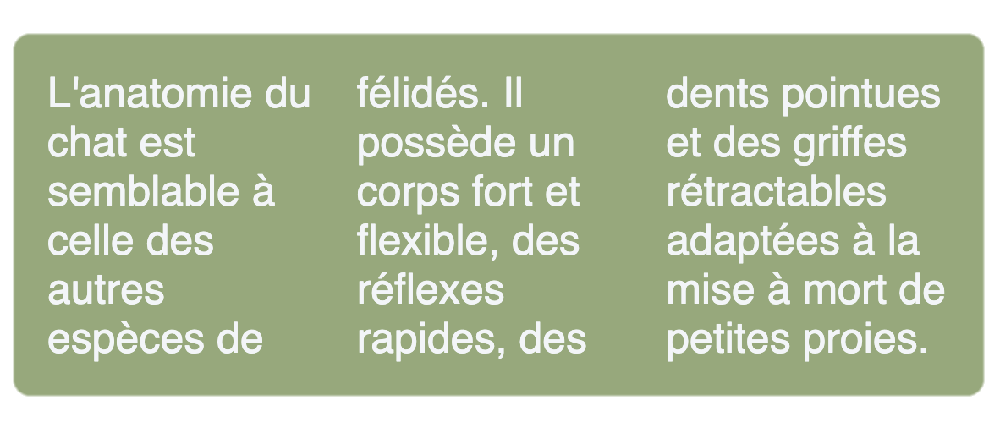 L'anatomie du
chat est
semblable à
celle des
autres
espèces de
félidés. Il
possède un
corps fort et
flexible, des
réflexes
rapides, des
dents pointues
et des griffes
rétractables
adaptées à la
mise à mort de
petites proies.